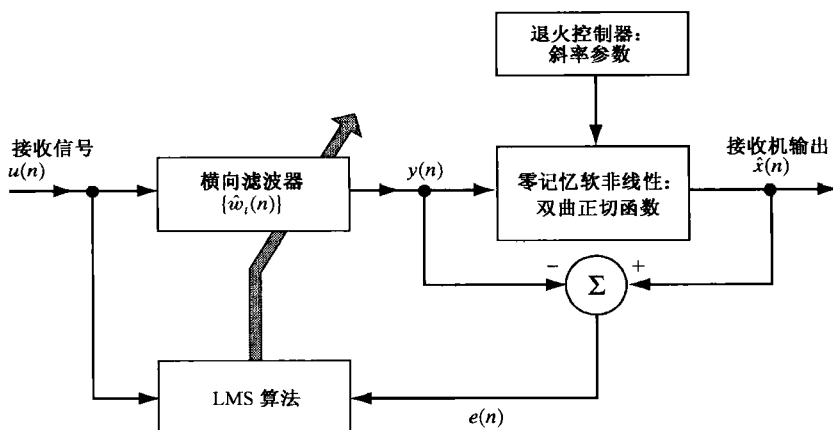 退火控制器：
斜率参数
接收信号
u(n)
横向滤波器
{ŵᵢ(n)}
y(n)
零记忆软非线性：
双曲正切函数
接收机输出
x̂(n)
−
+
Σ
LMS 算法
e(n)